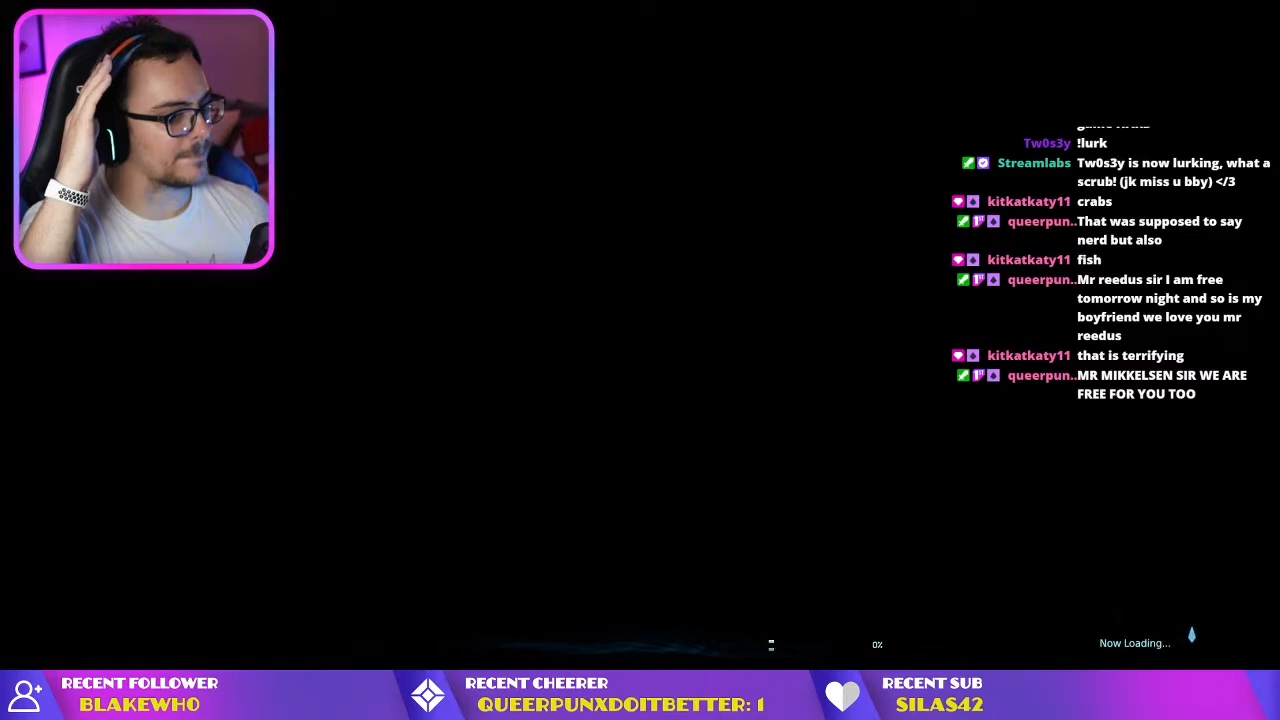 Tw0s3y !lurk
Streamlabs Tw0s3y is now lurking, what a
scrub! (jk miss u bby) </3
kitkatkaty11 crabs
queerpun.. That was supposed to say
nerd but also
kitkatkaty11 fish
queerpun.. Mr reedus sir I am free
tomorrow night and so is my
boyfriend we love you mr
reedus
kitkatkaty11 that is terrifying
queerpun.. MR MIKKELSEN SIR WE ARE
FREE FOR YOU TOO
0%
Now Loading...
RECENT FOLLOWER
BLAKEWHO
RECENT CHEERER
QUEERPUNXDOITBETTER: 1
RECENT SUB
SILAS42